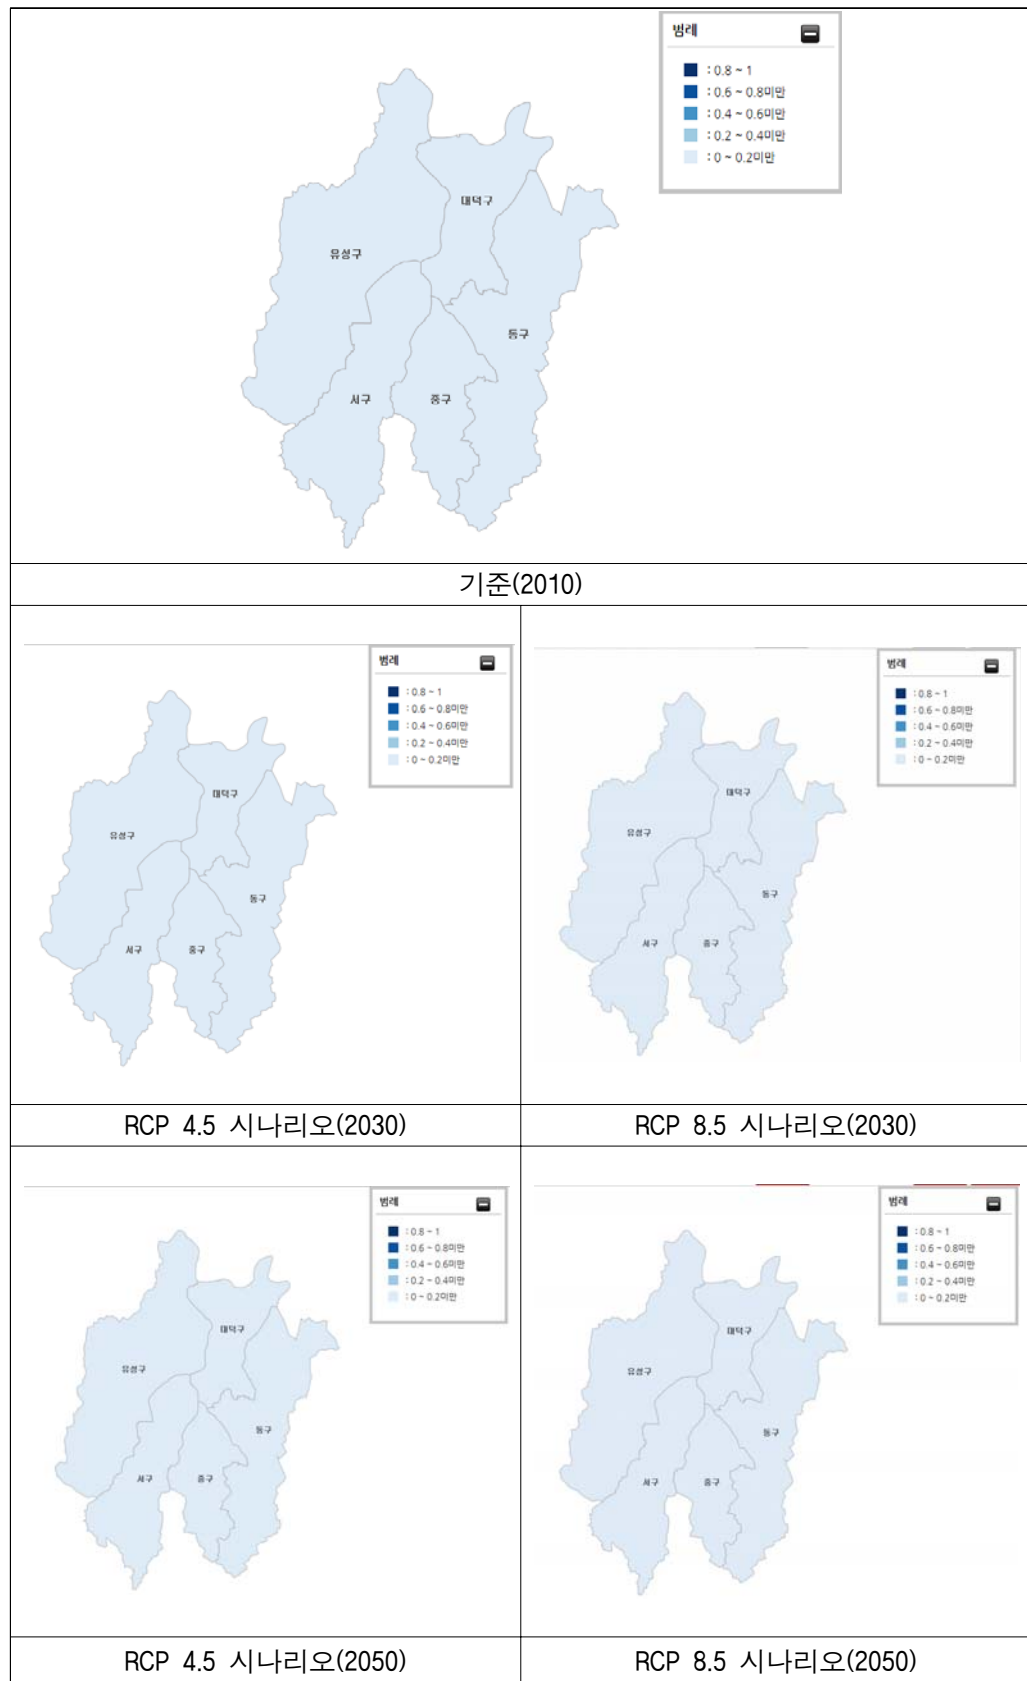 범례
: 0.8 ~ 1
: 0.6 ~ 0.8미만
: 0.4 ~ 0.6미만
: 0.2 ~ 0.4미만
: 0 ~ 0.2미만
대덕구
유성구
동구
서구
중구
기준(2010)
범례
: 0.8 ~ 1
: 0.6 ~ 0.8미만
: 0.4 ~ 0.6미만
: 0.2 ~ 0.4미만
: 0 ~ 0.2미만
대덕구
유성구
동구
서구
중구
범례
: 0.8 ~ 1
: 0.6 ~ 0.8미만
: 0.4 ~ 0.6미만
: 0.2 ~ 0.4미만
: 0 ~ 0.2미만
대덕구
유성구
동구
서구
중구
RCP 4.5 시나리오(2030)
RCP 8.5 시나리오(2030)
범례
: 0.8 ~ 1
: 0.6 ~ 0.8미만
: 0.4 ~ 0.6미만
: 0.2 ~ 0.4미만
: 0 ~ 0.2미만
대덕구
유성구
동구
서구
중구
범례
: 0.8 ~ 1
: 0.6 ~ 0.8미만
: 0.4 ~ 0.6미만
: 0.2 ~ 0.4미만
: 0 ~ 0.2미만
대덕구
유성구
동구
서구
중구
RCP 4.5 시나리오(2050)
RCP 8.5 시나리오(2050)